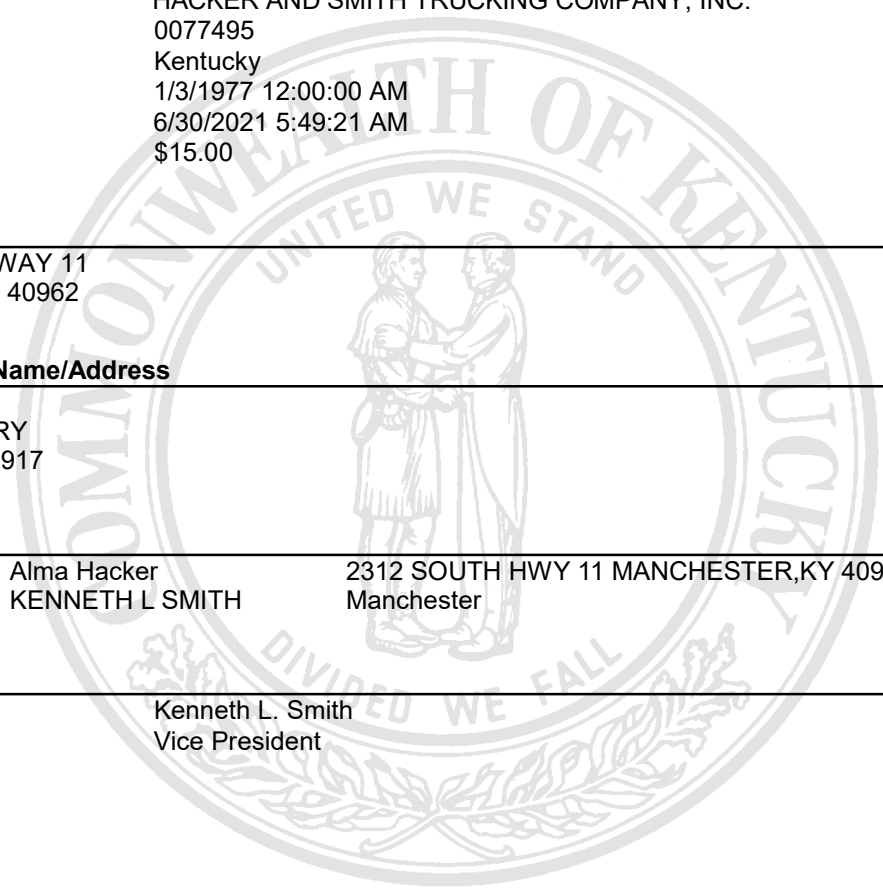 HACKER AND SMITH TRUCKING COMPANY, INC.
0077495
Kentucky
1/3/1977 12:00:00 AM
6/30/2021 5:49:21 AM
$15.00
WAY 11
40962
Name/Address
RY
917
Alma Hacker 2312 SOUTH HWY 11 MANCHESTER,KY 409
KENNETH L SMITH Manchester
Kenneth L. Smith
Vice President
COMMONWEALTH OF KENTUCKY
UNITED WE STAND
DIVIDED WE FALL